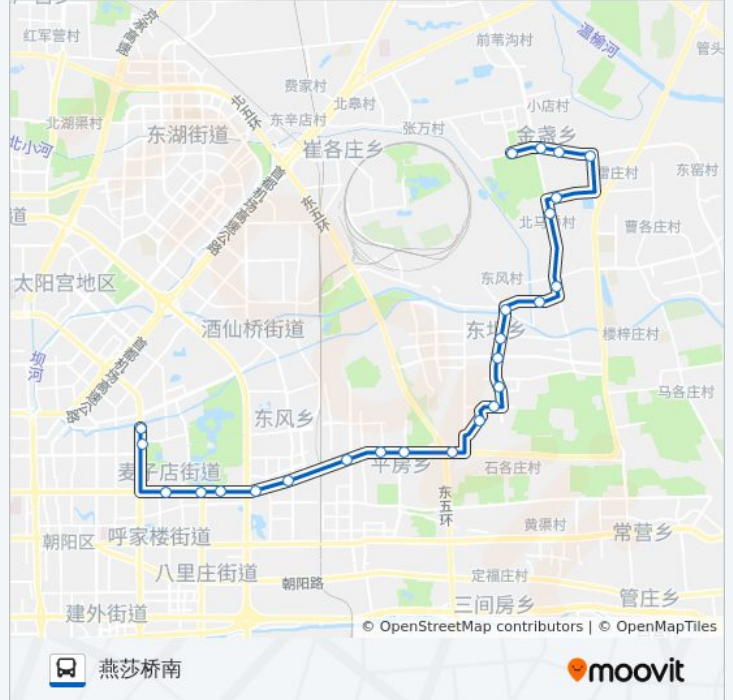 红军营村
京承高速
前苇沟村
温榆河
管头
费家村
北五环
北皋村
小店村
北湖渠村
东湖街道
东辛店村
张万村
金盏乡
北小河
崔各庄乡
首都机场高速公路
雷庄村
东窑村
东五环
道
北马房村
曹各庄村
太阳宫地区
东风村
酒仙桥街道
东坝乡
楼梓庄村
坝河
首都机场高速公路
马各庄村
东风乡
麦子店街道
平房乡
石各庄村
东五环
朝阳区
呼家楼街道
黄渠村
常营乡
八里庄街道
朝阳路
定福庄村
建外街道
三间房乡
管庄乡
© OpenStreetMap contributors | © OpenMapTiles
燕莎桥南
moovit